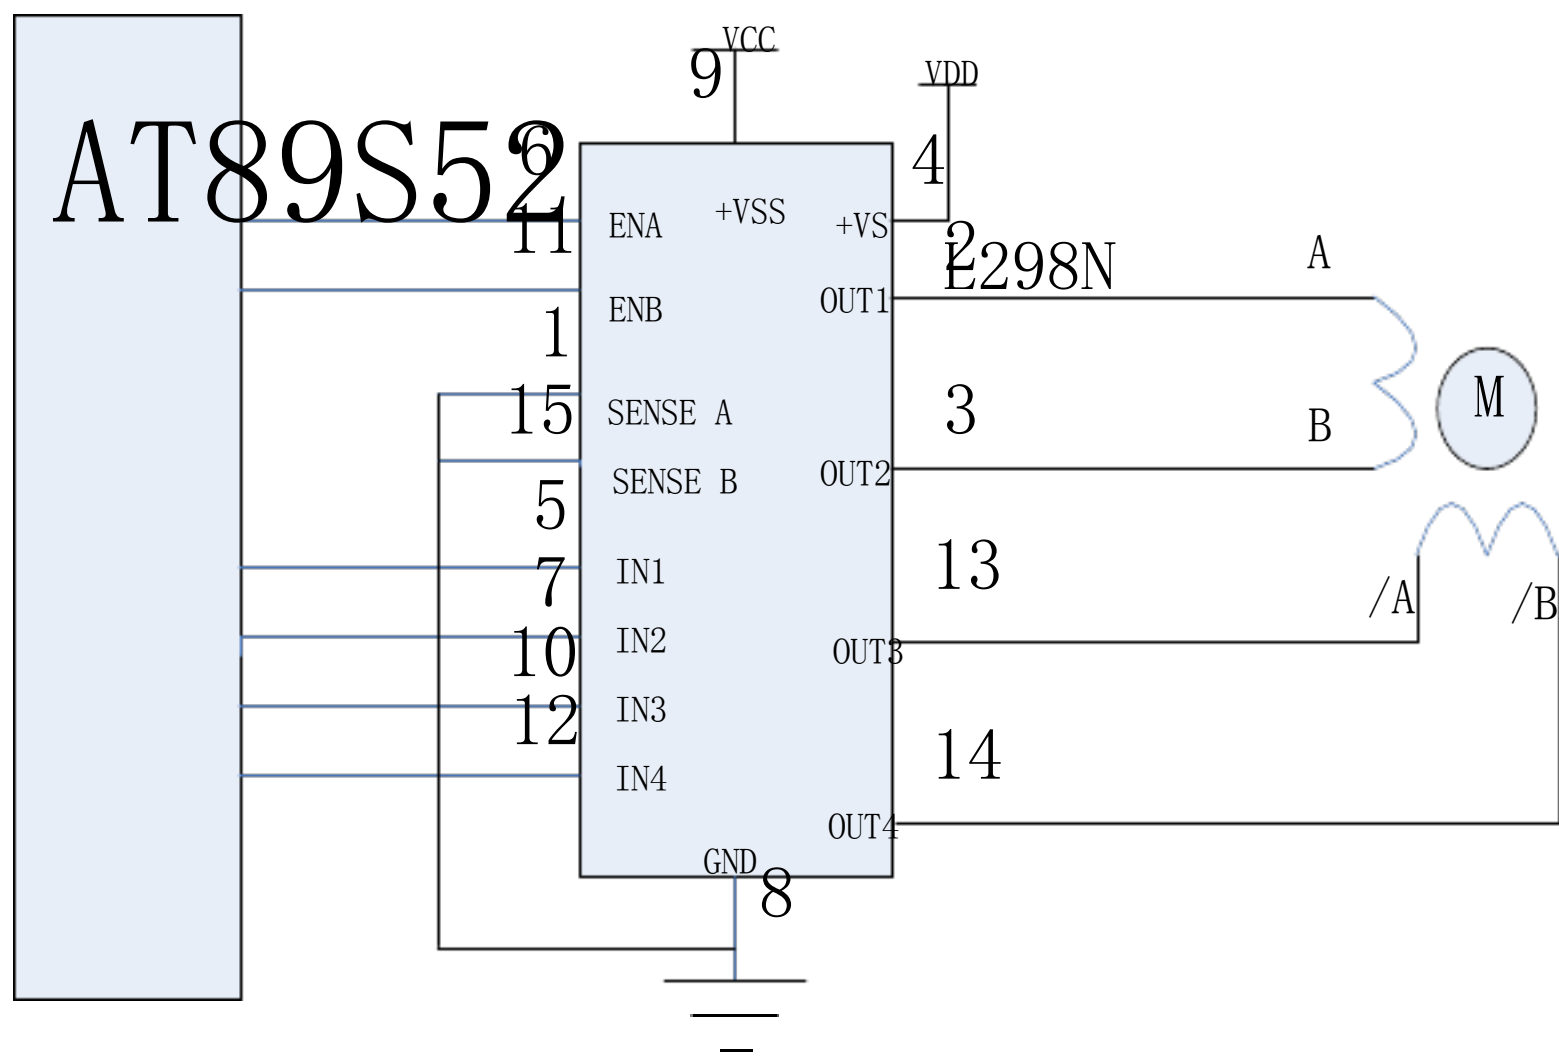 VCC
9
VDD
AT89S52
6
4
+VSS
ENA
+VS
11
2
L298N
A
ENB
OUT1
1
3
M
15
SENSE A
B
OUT2
SENSE B
5
13
IN1
7
/A
/B
IN2
10
OUT3
IN3
12
14
IN4
OUT4
GND
8